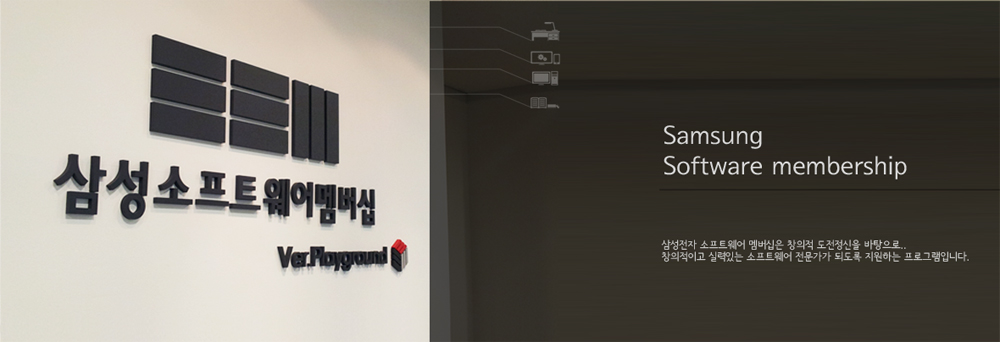 삼성소프트웨어멤버십
Ver.Playground
Samsung
Software membership
삼성전자 소프트웨어 멤버십은 창의적 도전정신을 바탕으로..
창의적이고 실력있는 소프트웨어 전문가가 되도록 지원하는 프로그램입니다.